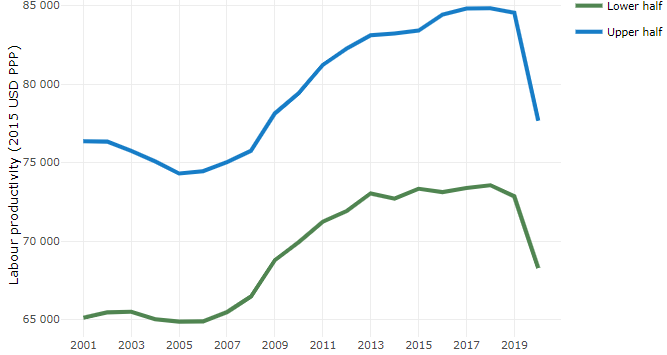 85 000
80 000
75 000
70 000
65 000
Labour productivity (2015 USD PPP)
2001 2003 2005 2007 2009 2011 2013 2015 2017 2019
Lower half
Upper half